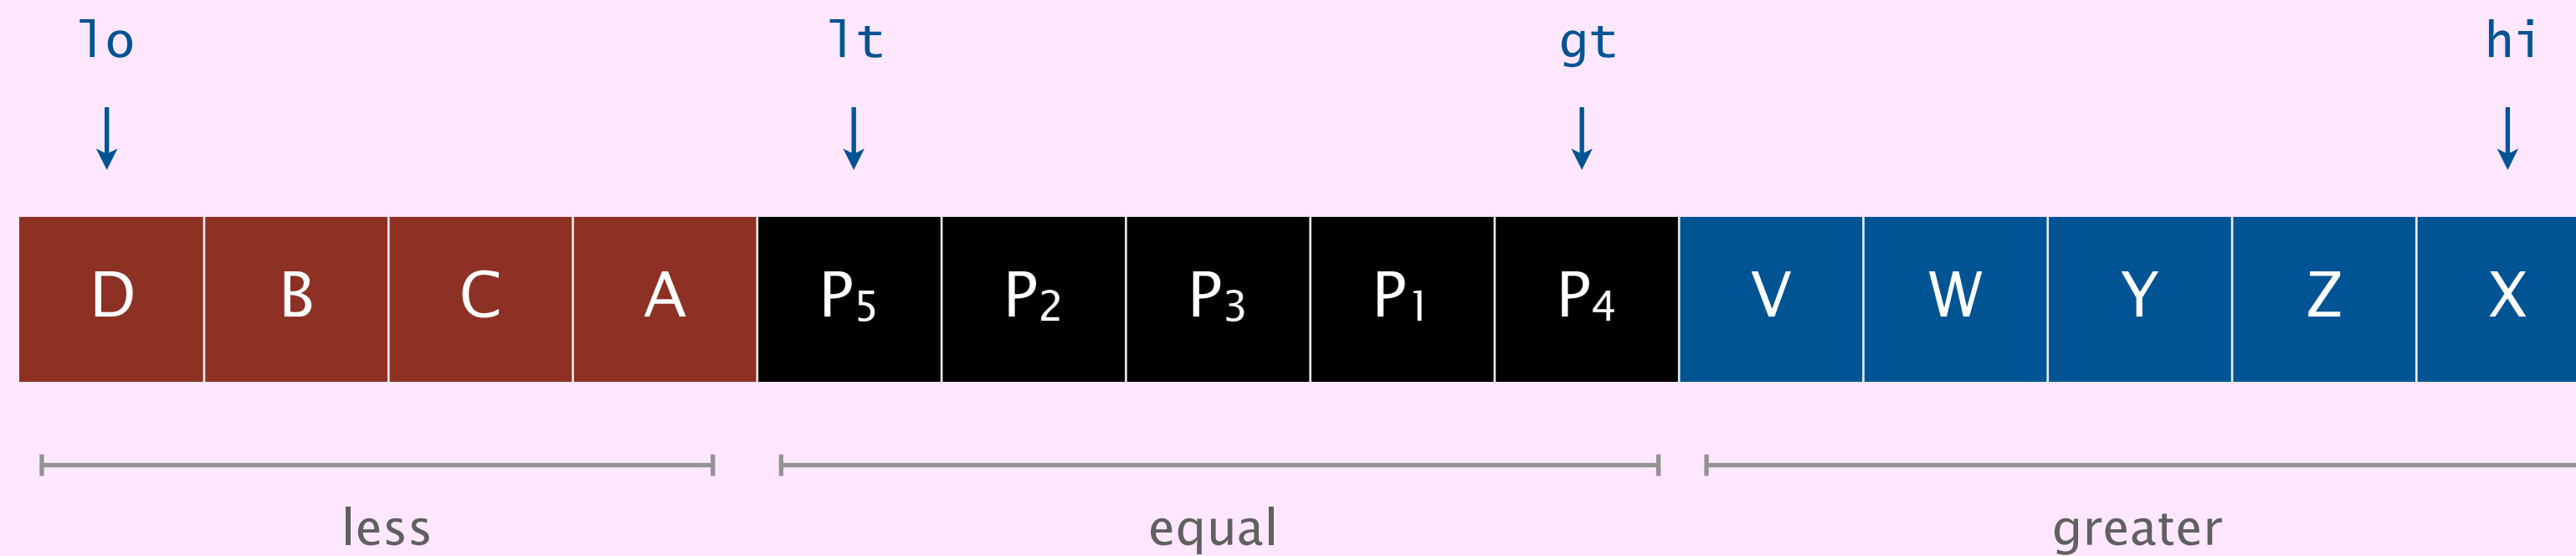 lo lt gt hi
D B C A P₅ P₂ P₃ P₁ P₄ V W Y Z X
less equal greater